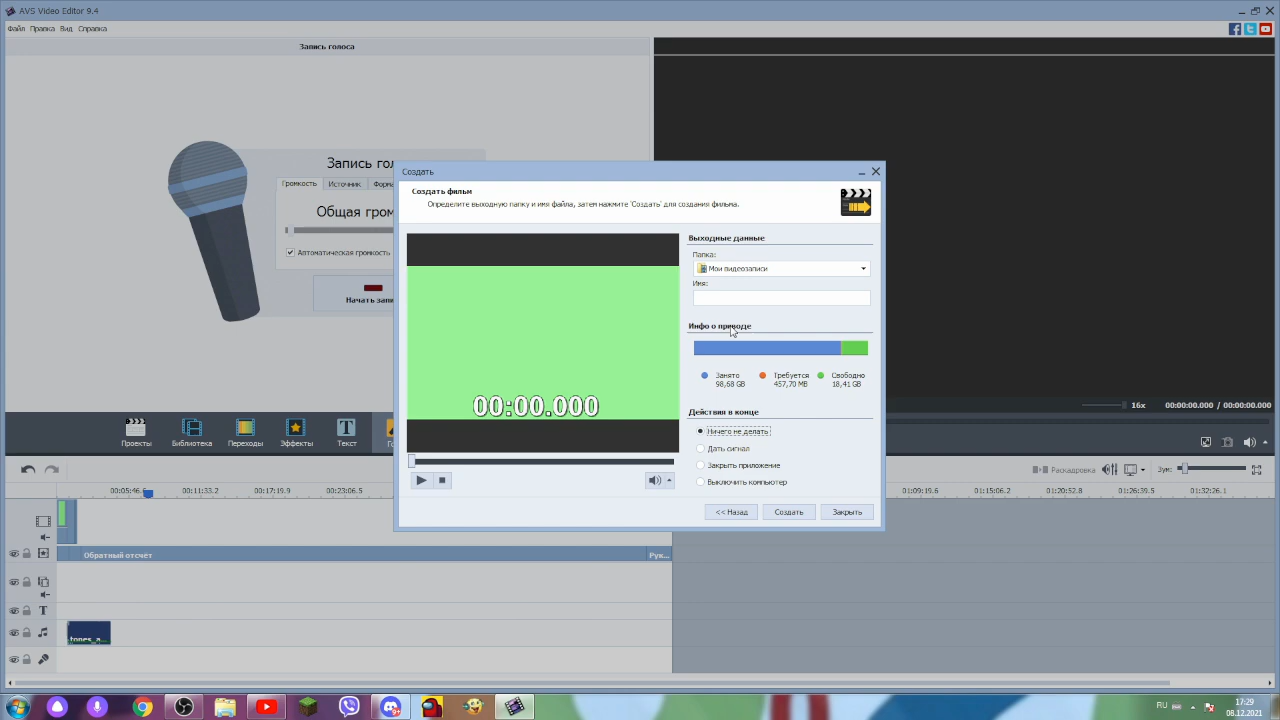 AVS Video Editor 9.4
Файл Правка Вид Справка
Запись голоса
Запись гол
Громкость Источник Форма
Общая гром
Автоматическая громкость
Начать запи
Создать
Создать фильм
Определите выходную папку и имя файла, затем нажмите 'Создать' для создания фильма.
00:00.000
Выходные данные
Папка:
Мои видеозаписи
Имя:
Инфо о приводе
Занято Требуется Свободно
98,68 GB 457,70 MB 18,41 GB
Действия в конце
Ничего не делать
Дать сигнал
Закрыть приложение
Выключить компьютер
<< Назад Создать Закрыть
16x 00:00:00.000 / 00:00:00.000
Проекты Библиотека Переходы Эффекты Текст
Раскадровка Зум:
00:05:46.6 00:11:33.2 00:17:19.9 00:23:06.5 01:09:19.6 01:15:06.2 01:20:52.8 01:26:39.5 01:32:26.1
Обратный отсчёт Рук...
T
tones_a...
RU 17:29
08.12.2021